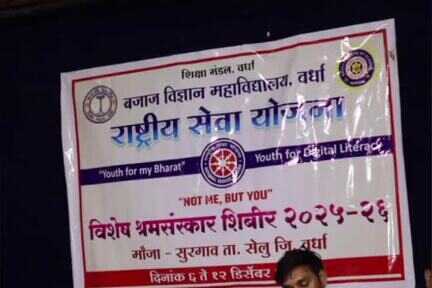 शिक्षा मंडल, वर्धा
बजाज विज्ञान महाविद्यालय, वर्धा
राष्ट्रीय सेवा योजना
"Youth for my Bharat" Youth for Digital Literacy
"NOT ME, BUT YOU"
विशेष श्रमसंस्कार शिबीर २०२५-२६
मौजा - सुरगाव ता. सेलु जि. वर्धा
दिनांक ६ ते १२ डिसेंबर